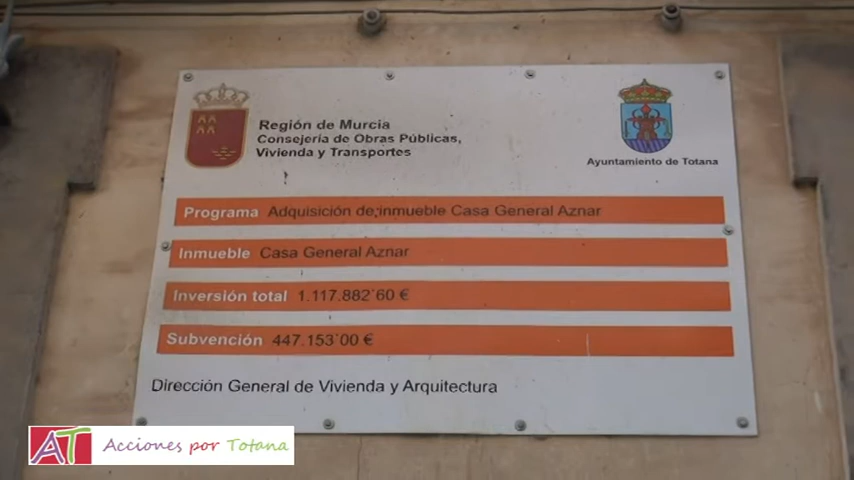 Región de Murcia
Consejería de Obras Públicas,
Vivienda y Transportes
Ayuntamiento de Totana
Programa Adquisición de inmueble Casa General Aznar
Inmueble Casa General Aznar
Inversión total 1.117.882'60 €
Subvención 447.153'00 €
Dirección General de Vivienda y Arquitectura
AT Acciones por Totana